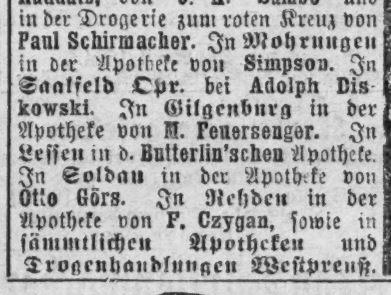 in der Drogerie zum roten Kreuz von
Paul Schirmacher. In Mohrungen
in der Apotheke von Simpson. In
Saalfeld Opr. bei Adolph Dis-
kowski. In Gilgenburg in der
Apotheke von M. Feuersenger. In
Lessen in d. Butterlin'schen Apotheke.
In Soldau in der Apotheke von
Otto Görs. In Rehden in der
Apotheke von F. Czygan, sowie in
sämmtlichen Apotheken und
Drogenhandlungen Westpreuß.